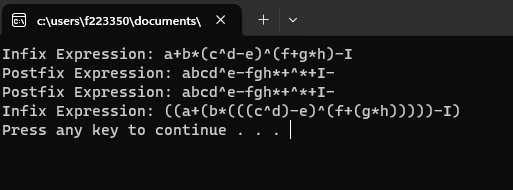 c:\users\f223350\documents\
Infix Expression: a+b*(c^d-e)^(f+g*h)-I
Postfix Expression: abcd^e-fgh*+^*+I-
Postfix Expression: abcd^e-fgh*+^*+I-
Infix Expression: ((a+(b*(((c^d)-e)^(f+(g*h)))))-I)
Press any key to continue . . .